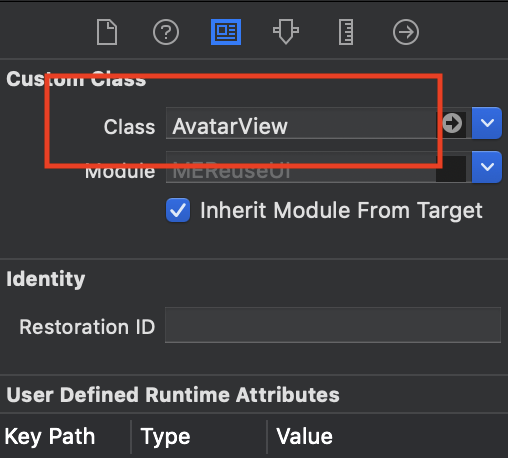 Custom Class
Class AvatarView
Module MEReuseUI
Inherit Module From Target
Identity
Restoration ID
User Defined Runtime Attributes
Key Path Type Value